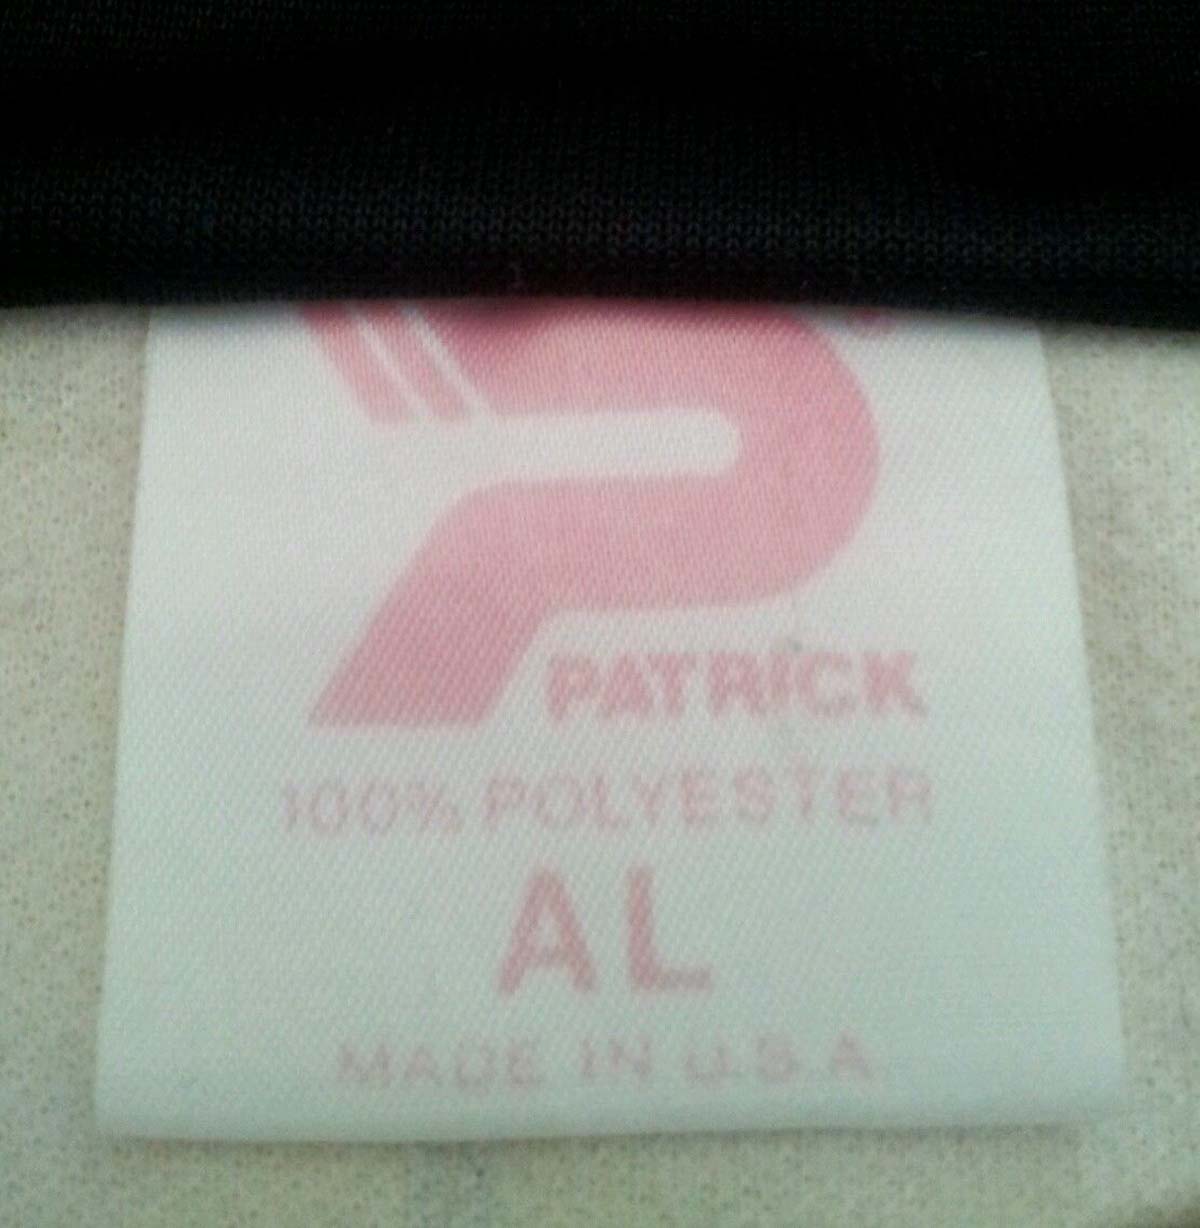 PATRICK
100% POLYESTER
AL
MADE IN U.S.A